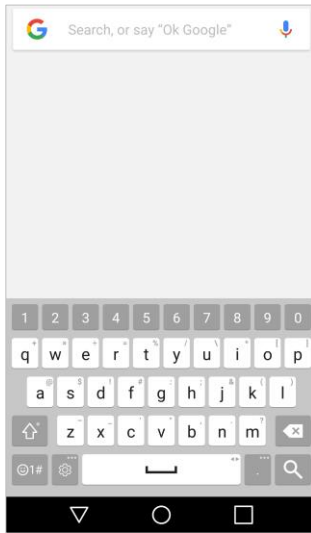 G Search, or say "Ok Google"
1 2 3 4 5 6 7 8 9 0
q w e r t y u i o p
a s d f g h j k l
z x c v b n m
☺1# .